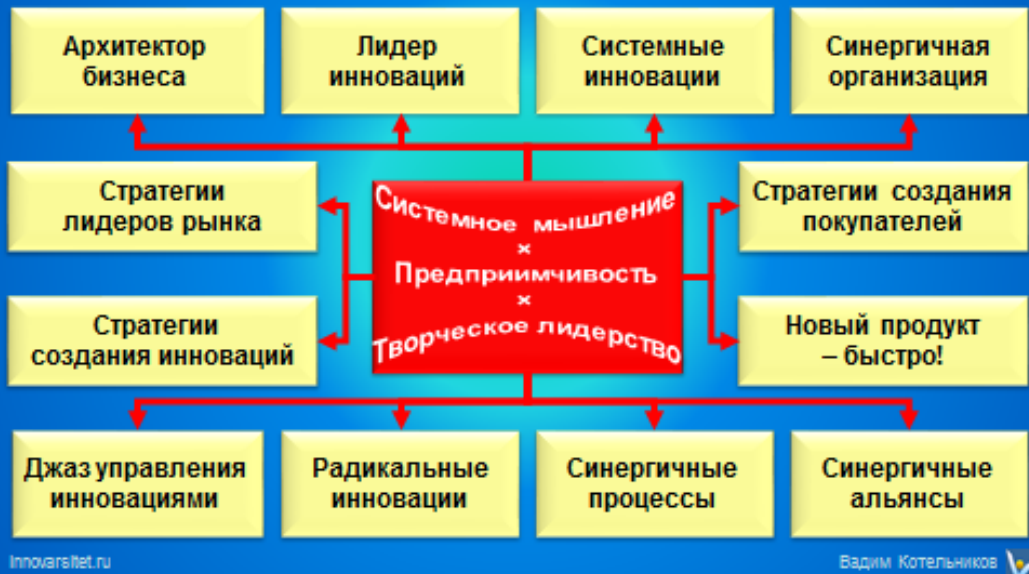 Архитектор
бизнеса
Лидер
инноваций
Системные
инновации
Синергичная
организация
Стратегии
лидеров рынка
Системное мышление
×
Предприимчивость
×
Творческое лидерство
Стратегии создания
покупателей
Стратегии
создания инноваций
Новый продукт
– быстро!
Джаз управления
инновациями
Радикальные
инновации
Синергичные
процессы
Синергичные
альянсы
innovarsitet.ru
Вадим Котельников